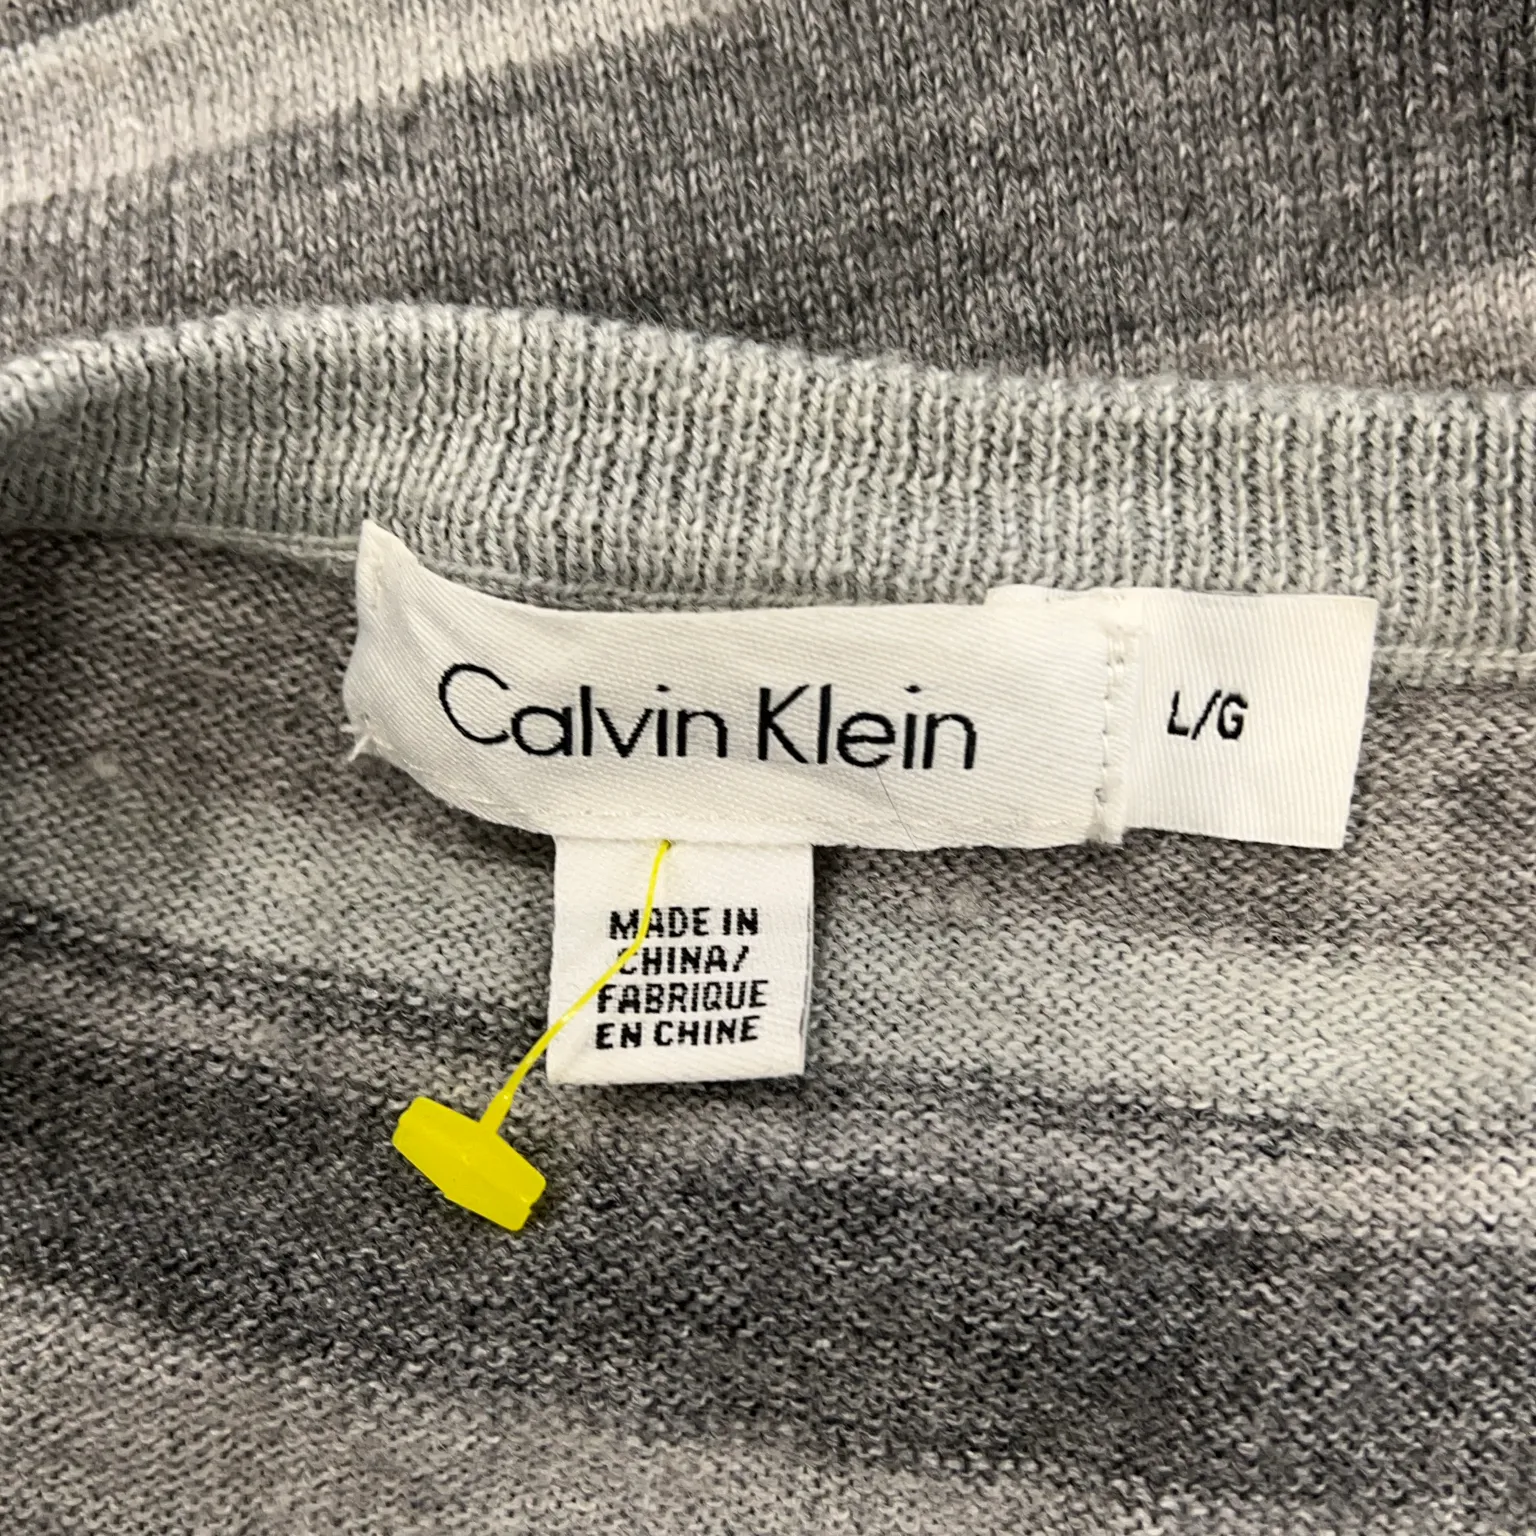 Calvin Klein
L/G
MADE IN
CHINA/
FABRIQUE
EN CHINE